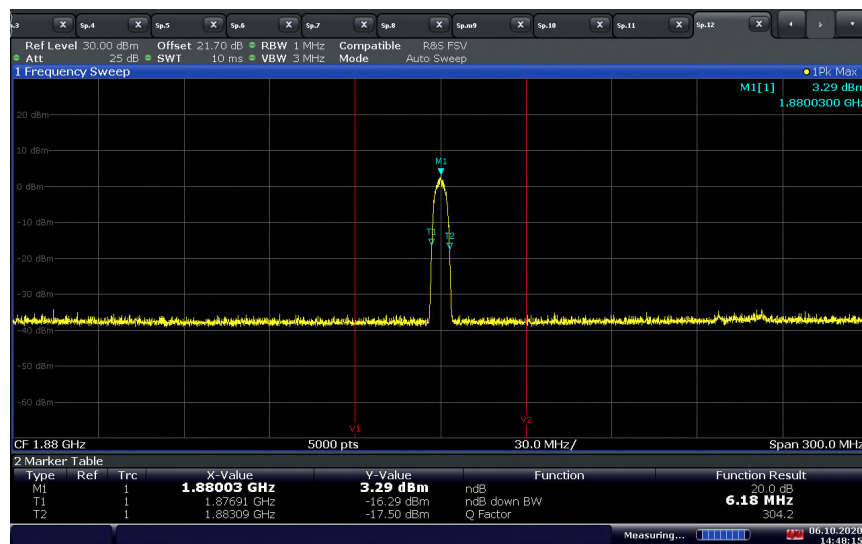 .3 X Sp.4 X Sp.5 X Sp.6 X Sp.7 X Sp.8 X Sp.m9 X Sp.10 X Sp.11 X Sp.12 X
Ref Level 30.00 dBm Offset 21.70 dB RBW 1 MHz Compatible R&S FSV
Att 25 dB SWT 10 ms VBW 3 MHz Mode Auto Sweep
1 Frequency Sweep 1Pk Max
M1[1] 3.29 dBm
1.8800300 GHz
20 dBm
10 dBm
M1
0 dBm
-10 dBm
T1 T2
-20 dBm
-30 dBm
-40 dBm
-50 dBm
-60 dBm
V1 V2
CF 1.88 GHz 5000 pts 30.0 MHz/ Span 300.0 MHz
2 Marker Table
Type Ref Trc X-Value Y-Value Function Function Result
M1 1 1.88003 GHz 3.29 dBm ndB 20.0 dB
T1 1 1.87691 GHz -16.29 dBm ndB down BW 6.18 MHz
T2 1 1.88309 GHz -17.50 dBm Q Factor 304.2
Measuring... 06.10.2020
14:48:15